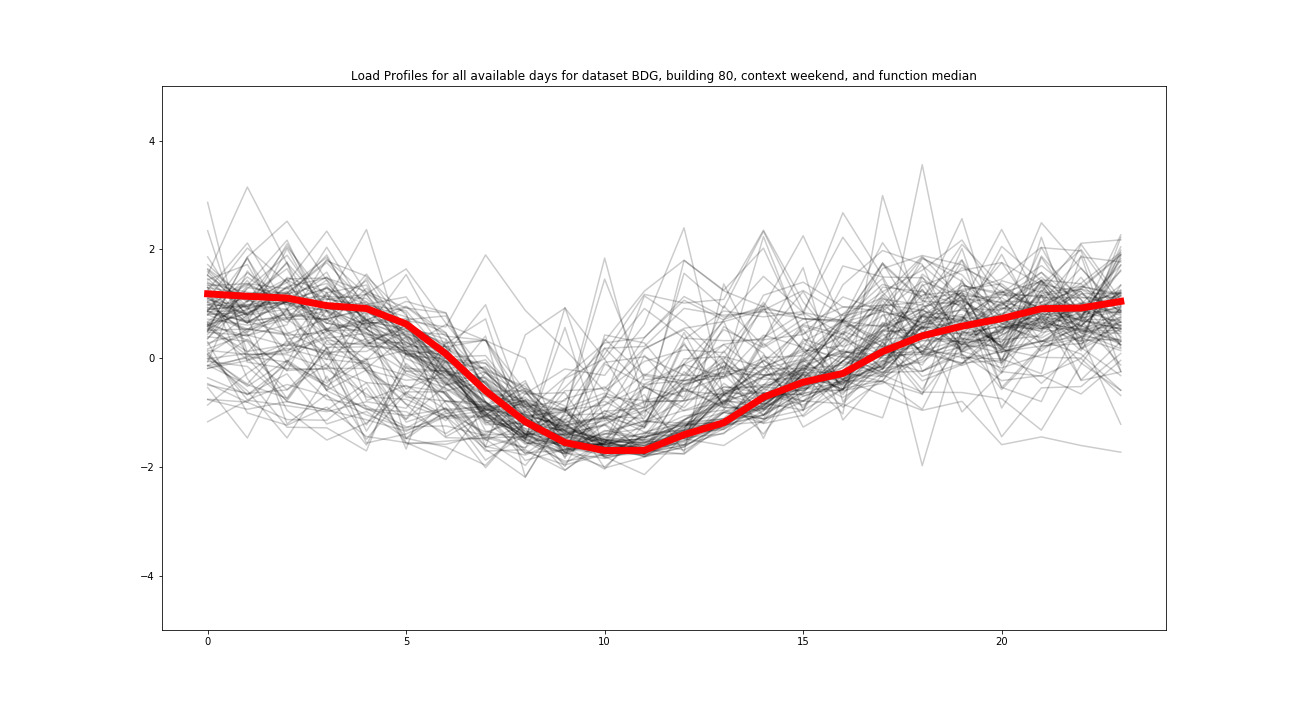 Load Profiles for all available days for dataset BDG, building 80, context weekend, and function median
4
2
0
−2
−4
0 5 10 15 20